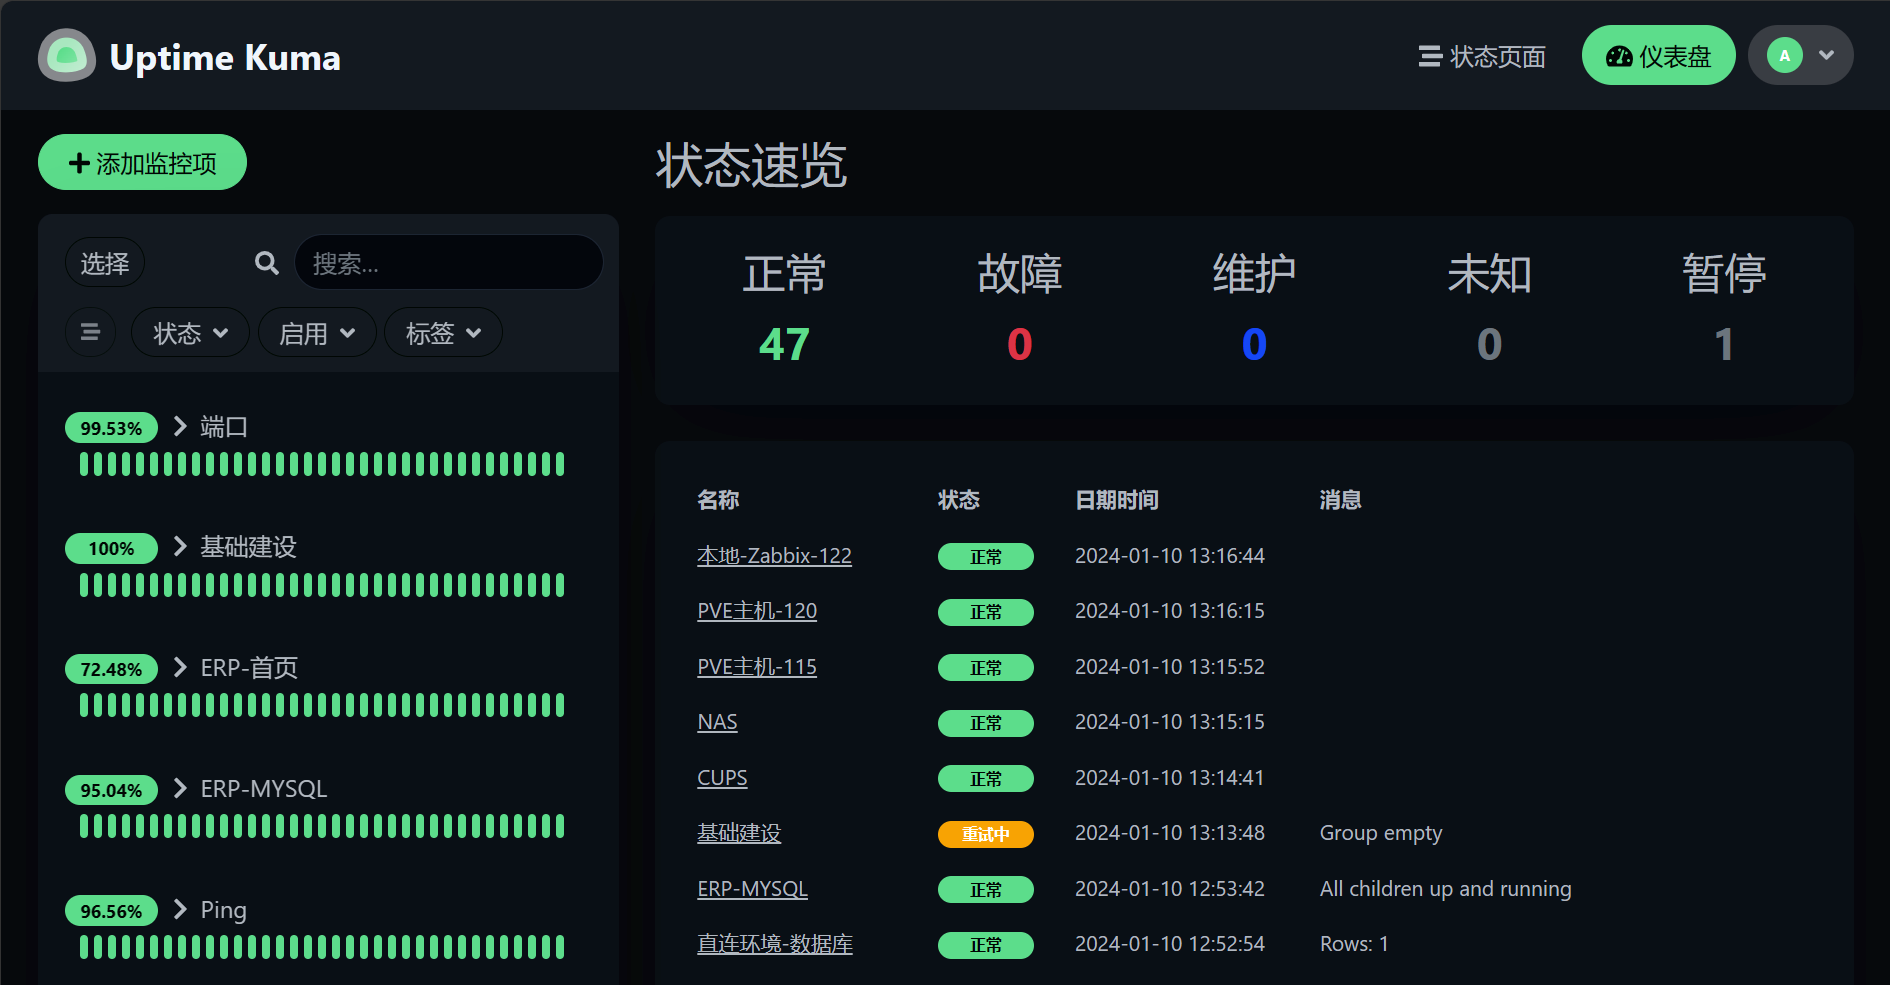 Uptime Kuma
状态页面
仪表盘
A
添加监控项
选择
搜索...
状态
启用
标签
99.53% 端口
100% 基础建设
72.48% ERP-首页
95.04% ERP-MYSQL
96.56% Ping
状态速览
正常 故障 维护 未知 暂停
47 0 0 0 1
名称 状态 日期时间 消息
本地-Zabbix-122 正常 2024-01-10 13:16:44
PVE主机-120 正常 2024-01-10 13:16:15
PVE主机-115 正常 2024-01-10 13:15:52
NAS 正常 2024-01-10 13:15:15
CUPS 正常 2024-01-10 13:14:41
基础建设 重试中 2024-01-10 13:13:48 Group empty
ERP-MYSQL 正常 2024-01-10 12:53:42 All children up and running
直连环境-数据库 正常 2024-01-10 12:52:54 Rows: 1